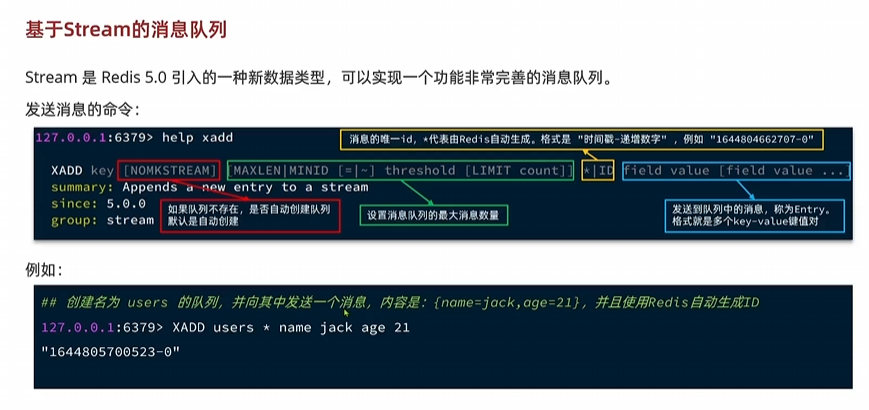 基于Stream的消息队列
Stream 是 Redis 5.0 引入的一种新数据类型，可以实现一个功能非常完善的消息队列。
发送消息的命令：
127.0.0.1:6379> help xadd
消息的唯一id，*代表由Redis自动生成。格式是 "时间戳-递增数字" ，例如 "1644804662707-0"
XADD key [NOMKSTREAM] [MAXLEN|MINID [=|~] threshold [LIMIT count]] *|ID field value [field value ...]
summary: Appends a new entry to a stream
since: 5.0.0
group: stream
如果队列不存在，是否自动创建队列
默认是自动创建
设置消息队列的最大消息数量
发送到队列中的消息，称为Entry。
格式就是多个key-value键值对
例如：
## 创建名为 users 的队列，并向其中发送一个消息，内容是：{name=jack,age=21}，并且使用Redis自动生成ID
127.0.0.1:6379> XADD users * name jack age 21
"1644805700523-0"